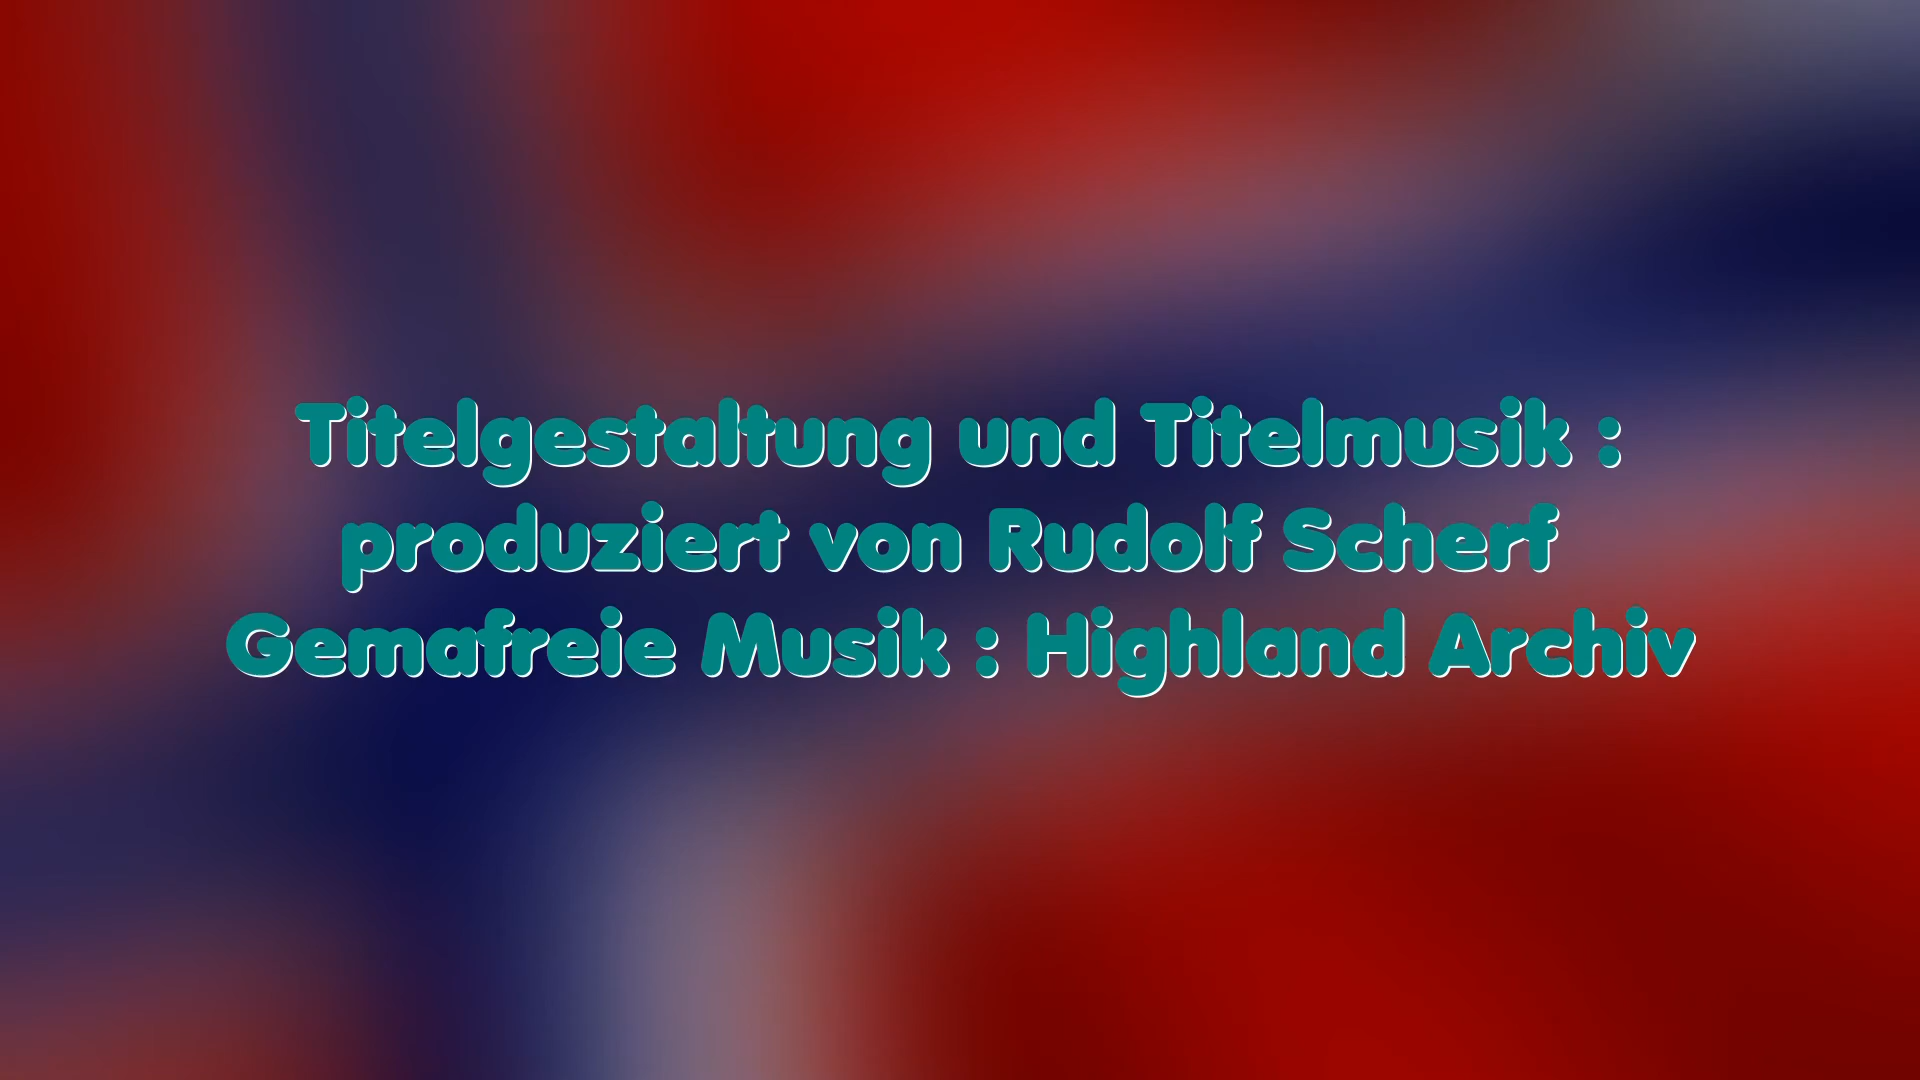 Titelgestaltung und Titelmusik :
produziert von Rudolf Scherf
Gemafreie Musik : Highland Archiv